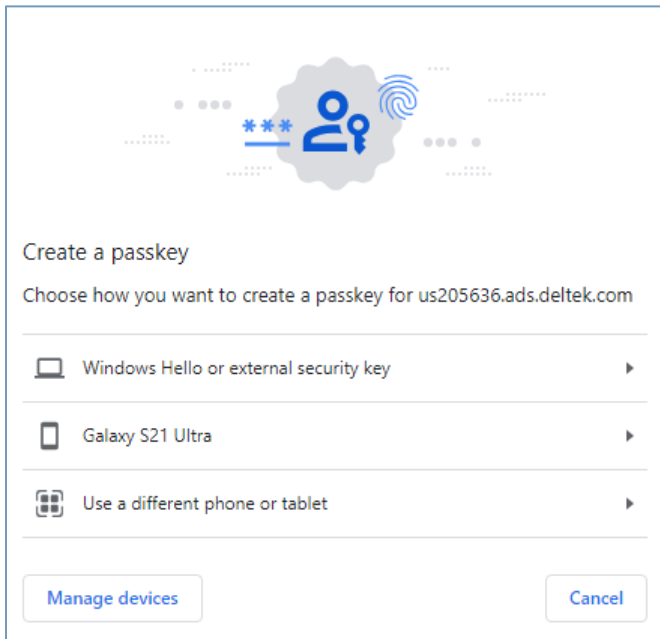 ***
Create a passkey
Choose how you want to create a passkey for us205636.ads.deltek.com
Windows Hello or external security key
Galaxy S21 Ultra
Use a different phone or tablet
Manage devices
Cancel